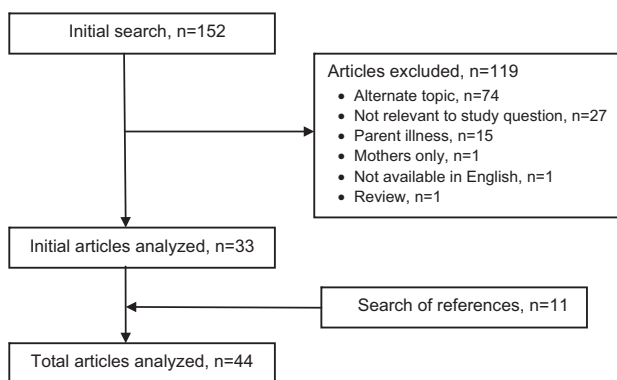 Initial search, n=152
Articles excluded, n=119
• Alternate topic, n=74
• Not relevant to study question, n=27
• Parent illness, n=15
• Mothers only, n=1
• Not available in English, n=1
• Review, n=1
Initial articles analyzed, n=33
Search of references, n=11
Total articles analyzed, n=44